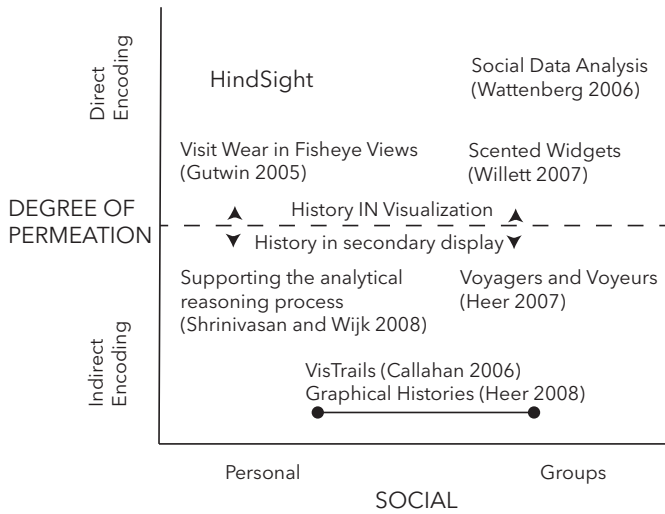 Direct
Encoding
HindSight
Social Data Analysis
(Wattenberg 2006)
Visit Wear in Fisheye Views
(Gutwin 2005)
Scented Widgets
(Willett 2007)
DEGREE OF
PERMEATION
History IN Visualization
History in secondary display
Supporting the analytical
reasoning process
(Shrinivasan and Wijk 2008)
Voyagers and Voyeurs
(Heer 2007)
Indirect
Encoding
VisTrails (Callahan 2006)
Graphical Histories (Heer 2008)
Personal
Groups
SOCIAL